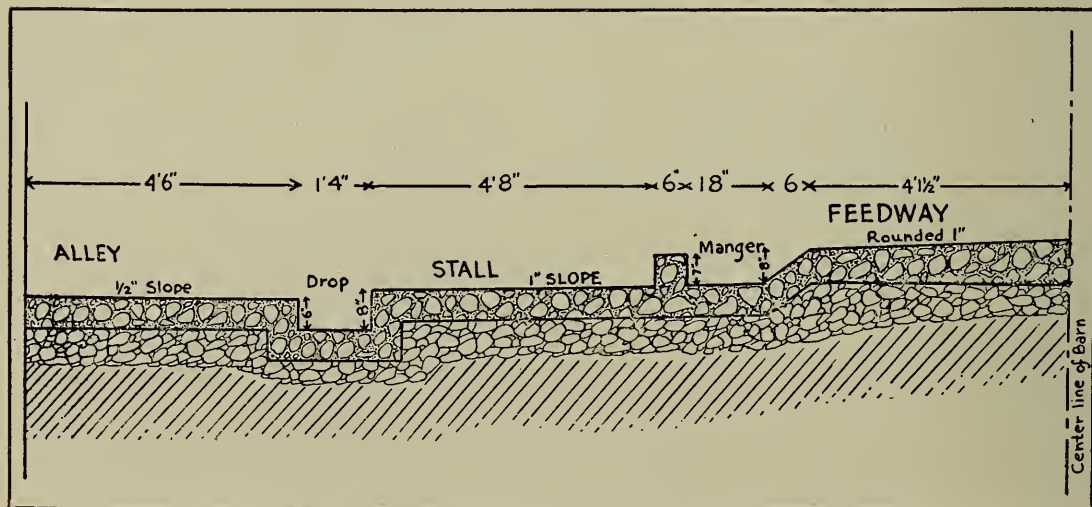 4'6" 1'4" 4'8" 6" 18" 6 4'1½"
FEEDWAY
Rounded 1"
ALLEY
Manger
STALL
Drop
1" SLOPE
½" Slope
6"
8"
7"
8"
Center line of Barn